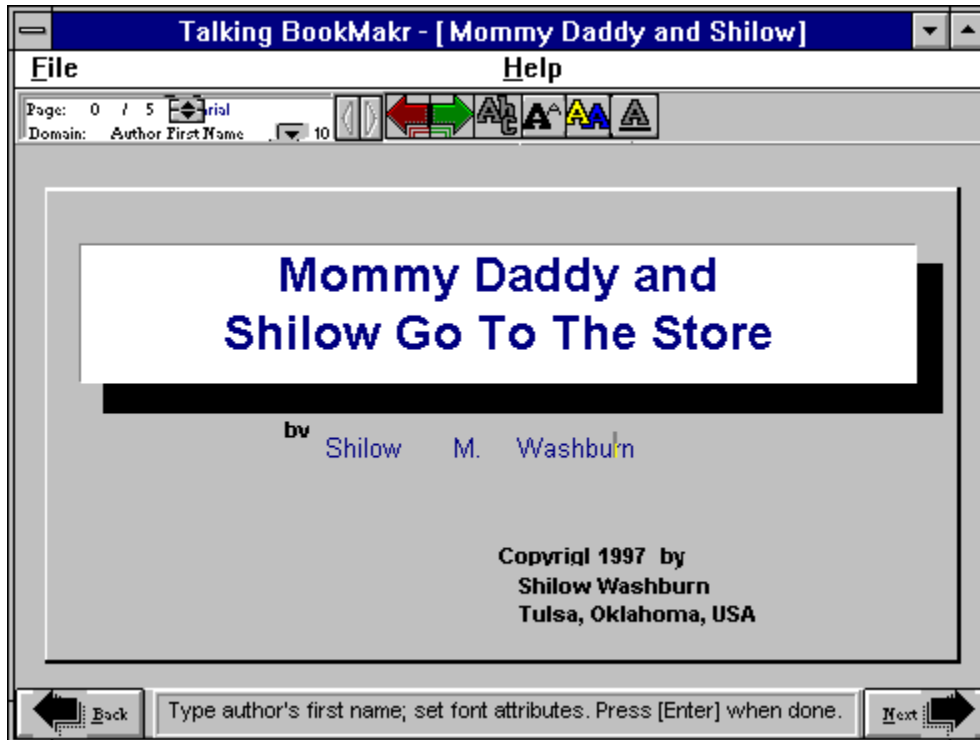 Talking BookMakr - [Mommy Daddy and Shilow]
File Help
Page: 0 / 5 rial
Domain: Author First Name 10
Mommy Daddy and
Shilow Go To The Store
by
Shilow M. Washburn
Copyrigl 1997 by
Shilow Washburn
Tulsa, Oklahoma, USA
Back Type author's first name; set font attributes. Press [Enter] when done. Next